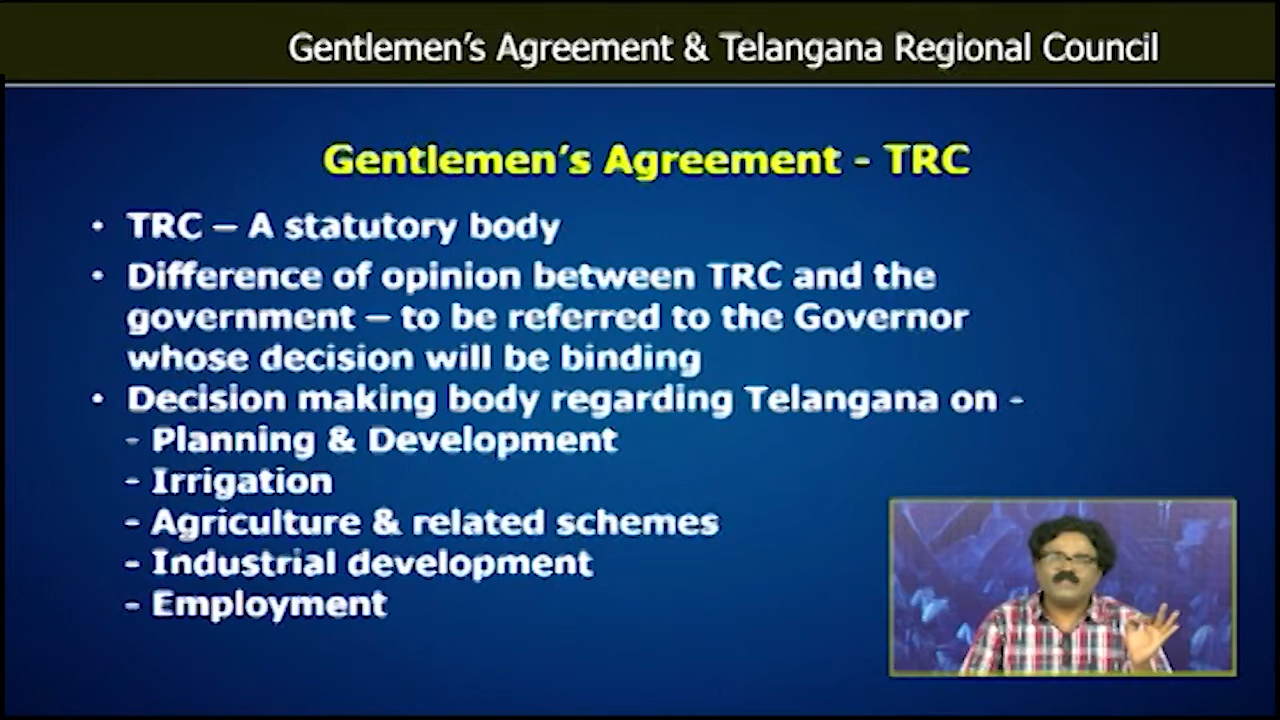 Gentlemen's Agreement & Telangana Regional Council
Gentlemen's Agreement - TRC
• TRC – A statutory body
• Difference of opinion between TRC and the
government – to be referred to the Governor
whose decision will be binding
• Decision making body regarding Telangana on -
- Planning & Development
- Irrigation
- Agriculture & related schemes
- Industrial development
- Employment